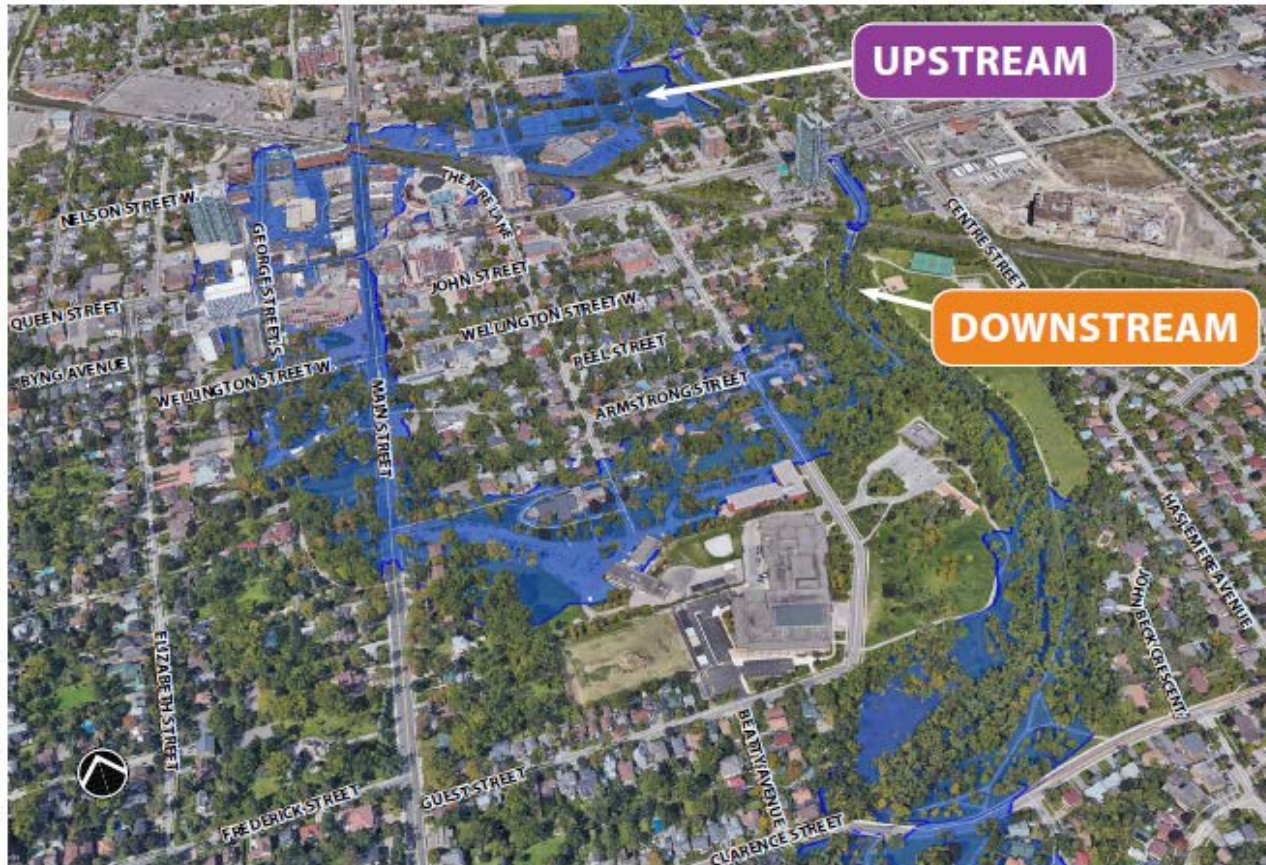 UPSTREAM
THEATRE LANE
NELSON STREET W.
CENTRE STREET
GEORGE STREET S.
JOHN STREET
DOWNSTREAM
QUEEN STREET
WELLINGTON STREET W.
PEEL STREET
BYNG AVENUE
WELLINGTON STREET W.
MAIN STREET
ARMSTRONG STREET
HASLEMERE AVENUE
JOHN BECK CRESCENT
ELIZABETH STREET
BEATTY AVENUE
GUEST STREET
FREDERICK STREET
CLARENCE STREET